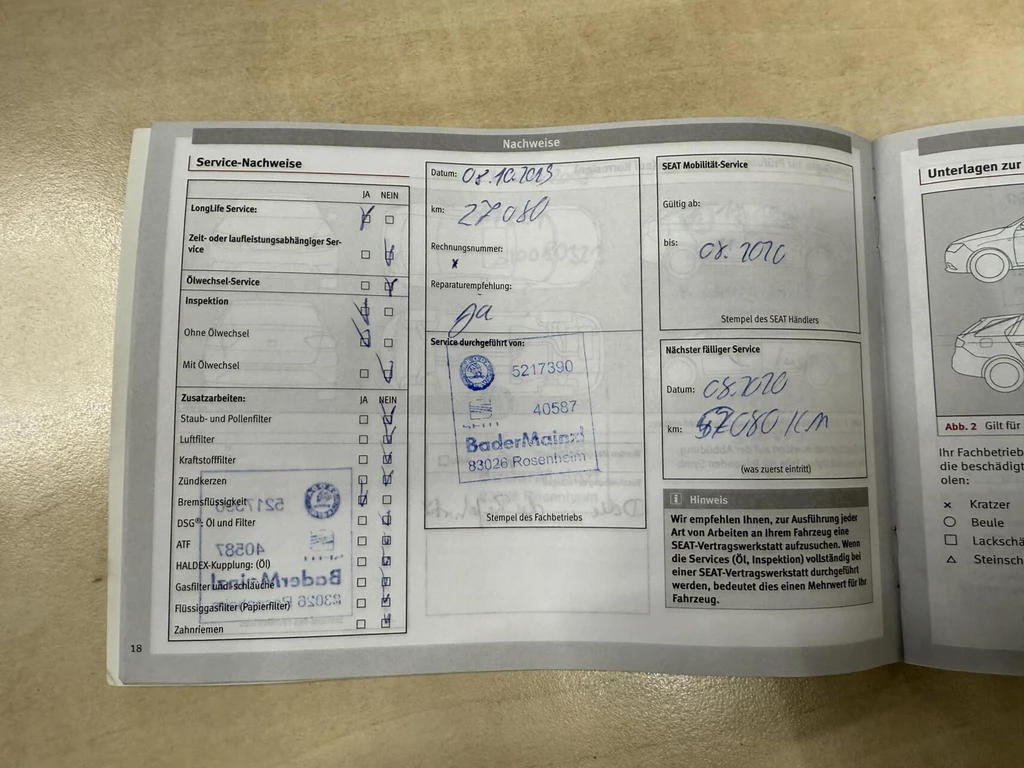 Nachweise
Service-Nachweise
JA NEIN
LongLife Service:
Zeit- oder laufleistungsabhängiger Ser-
vice
Ölwechsel-Service
Inspektion
Ohne Ölwechsel
Mit Ölwechsel
Zusatzarbeiten: JA NEIN
Staub- und Pollenfilter
Luftfilter
Kraftstofffilter
Zündkerzen
Bremsflüssigkeit
DSG®: Öl und Filter
ATF
HALDEX-Kupplung: (Öl)
Gasfilter und -schläuche
Flüssiggasfilter (Papierfilter)
Zahnriemen
18
Datum: 08.10.2019
km: 27080
Rechnungsnummer:
x
Reparaturempfehlung:
ja
Service durchgeführt von:
5217390
40587
SEAT
BaderMainzl
83026 Rosenheim
Stempel des Fachbetriebs
SEAT Mobilität-Service
Gültig ab:
bis: 08.2020
Stempel des SEAT Händlers
Nächster fälliger Service
Datum: 08.2020
km: 57080 KM
(was zuerst eintritt)
i Hinweis
Wir empfehlen Ihnen, zur Ausführung jeder
Art von Arbeiten an Ihrem Fahrzeug eine
SEAT-Vertragswerkstatt aufzusuchen. Wenn
die Services (Öl, Inspektion) vollständig bei
einer SEAT-Vertragswerkstatt durchgeführt
werden, bedeutet dies einen Mehrwert für Ihr
Fahrzeug.
Unterlagen zur
Abb. 2 Gilt für
Ihr Fachbetrieb
die beschädigt
olen:
× Kratzer
○ Beule
□ Lackschä
△ Steinsch